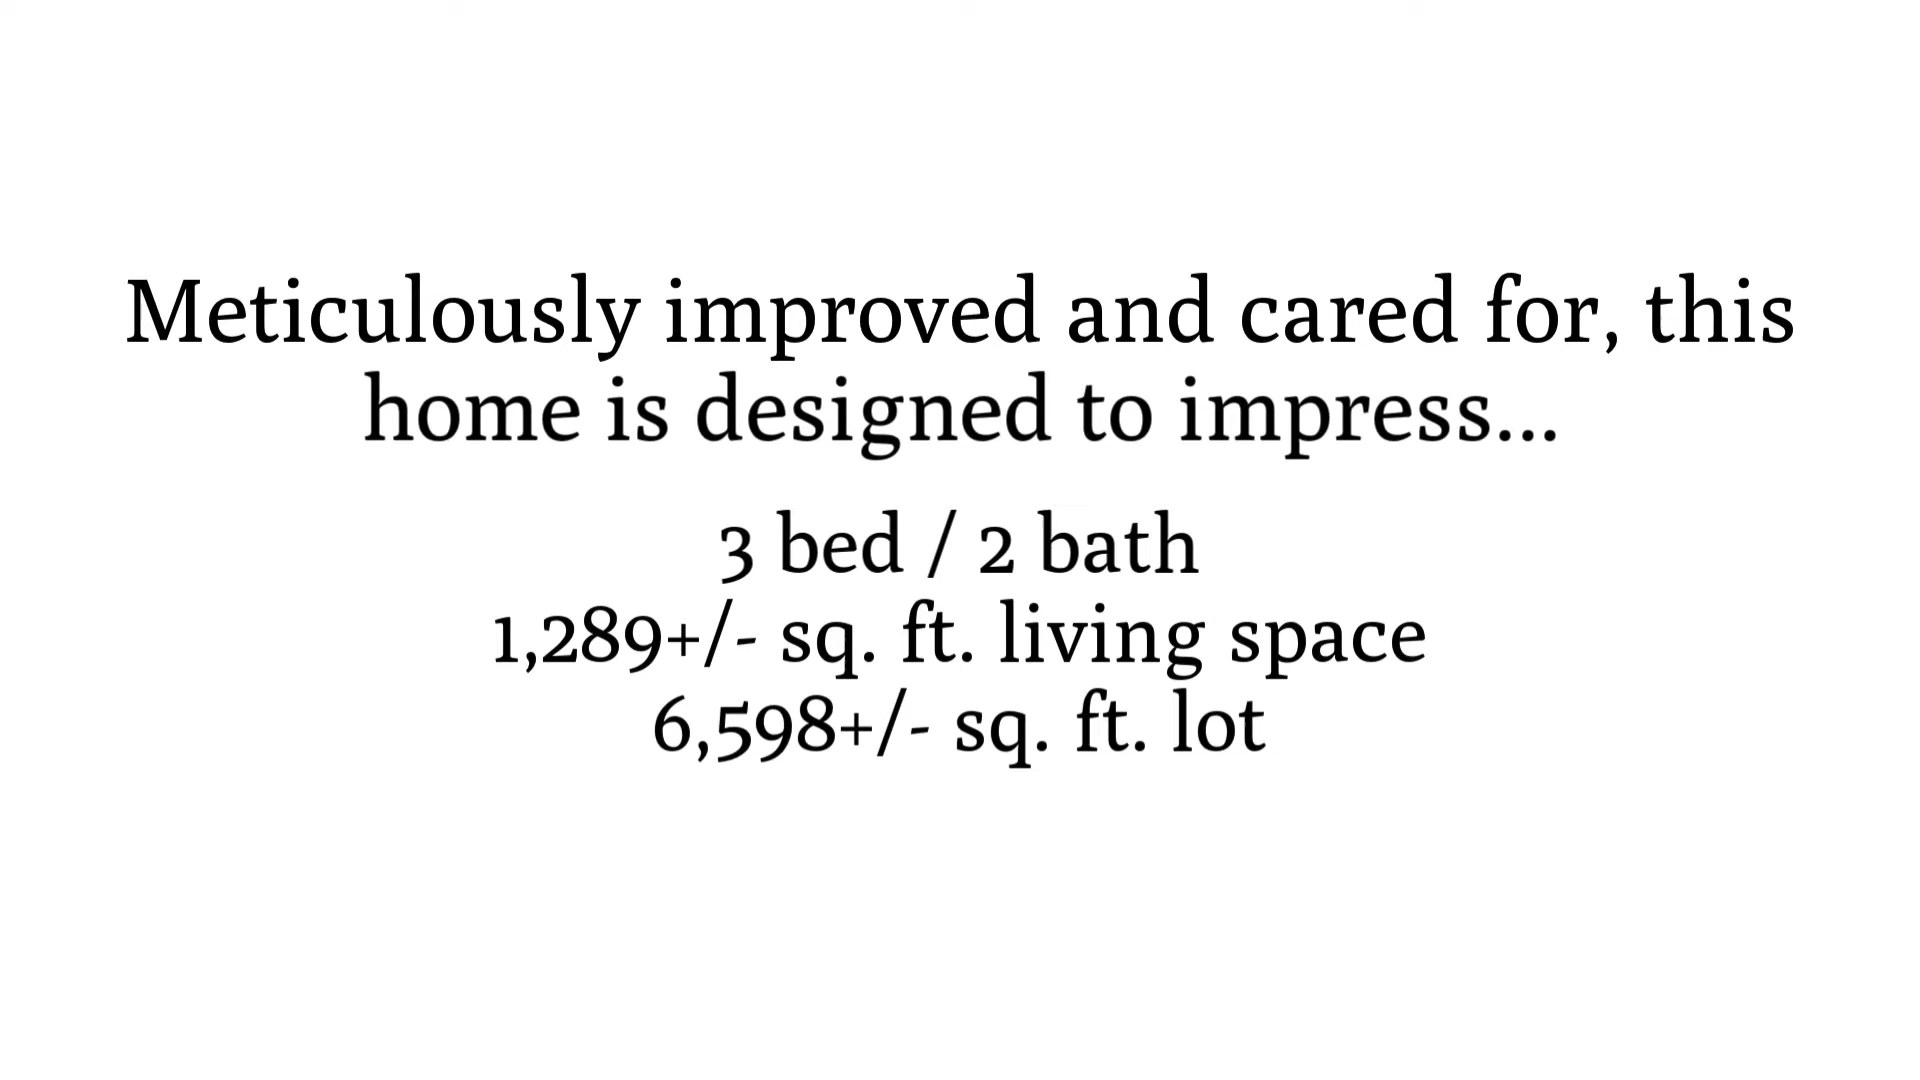 Meticulously improved and cared for, this
home is designed to impress...
3 bed / 2 bath
1,289+/- sq. ft. living space
6,598+/- sq. ft. lot